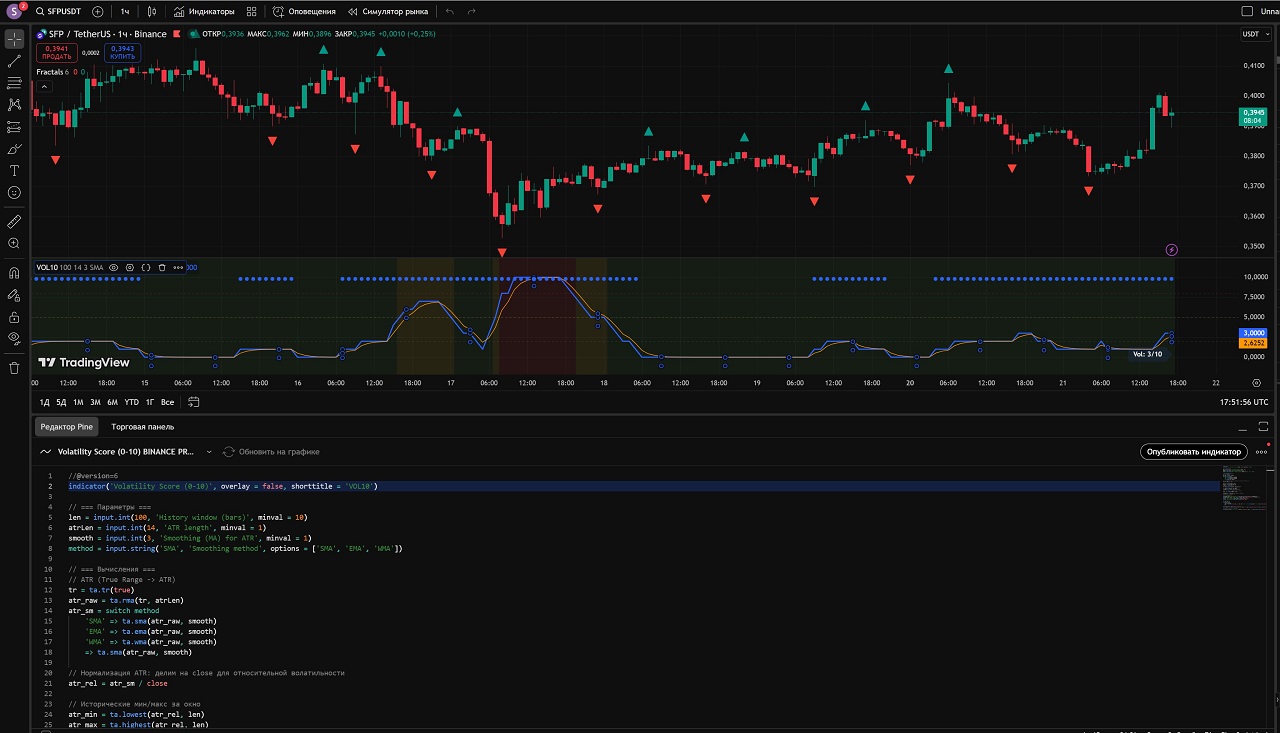 S 2 SFPUSDT 1ч Индикаторы Оповещения Симулятор рынка Unna
SFP / TetherUS · 1ч · Binance ОТКР0,3936 МАКС0,3962 МИН0,3896 ЗАКР0,3945 +0,0010 (+0,25%) USDT
0,3941 ПРОДАТЬ 0,0002 0,3943 КУПИТЬ
Fractals 6 0 0
0,4100
0,4000
0,3945
08:04
0,3800
0,3700
0,3600
0,3500
VOL10 100 14 3 SMA 000
10,0000
7,5000
5,0000
3,0000
2,6252
0,0000
Vol: 3/10
TradingView
:00 12:00 18:00 15 06:00 12:00 18:00 16 06:00 12:00 18:00 17 06:00 12:00 18:00 18 06:00 12:00 18:00 19 06:00 12:00 18:00 20 06:00 12:00 18:00 21 06:00 12:00 18:00 22
1Д 5Д 1М 3М 6М YTD 1Г Все 17:51:56 UTC
Редактор Pine Торговая панель
Volatility Score (0-10) BINANCE PR... Обновить на графике Опубликовать индикатор
1 //@version=6
2 indicator('Volatility Score (0-10)', overlay = false, shorttitle = 'VOL10')
3
4 // === Параметры ===
5 len = input.int(100, 'History window (bars)', minval = 10)
6 atrLen = input.int(14, 'ATR length', minval = 1)
7 smooth = input.int(3, 'Smoothing (MA) for ATR', minval = 1)
8 method = input.string('SMA', 'Smoothing method', options = ['SMA', 'EMA', 'WMA'])
9
10 // === Вычисления ===
11 // ATR (True Range -> ATR)
12 tr = ta.tr(true)
13 atr_raw = ta.rma(tr, atrLen)
14 atr_sm = switch method
15 'SMA' => ta.sma(atr_raw, smooth)
16 'EMA' => ta.ema(atr_raw, smooth)
17 'WMA' => ta.wma(atr_raw, smooth)
18 => ta.sma(atr_raw, smooth)
19
20 // Нормализация ATR: делим на close для относительной волатильности
21 atr_rel = atr_sm / close
22
23 // Исторические мин/макс за окно
24 atr_min = ta.lowest(atr_rel, len)
25 atr_max = ta.highest(atr_rel, len)